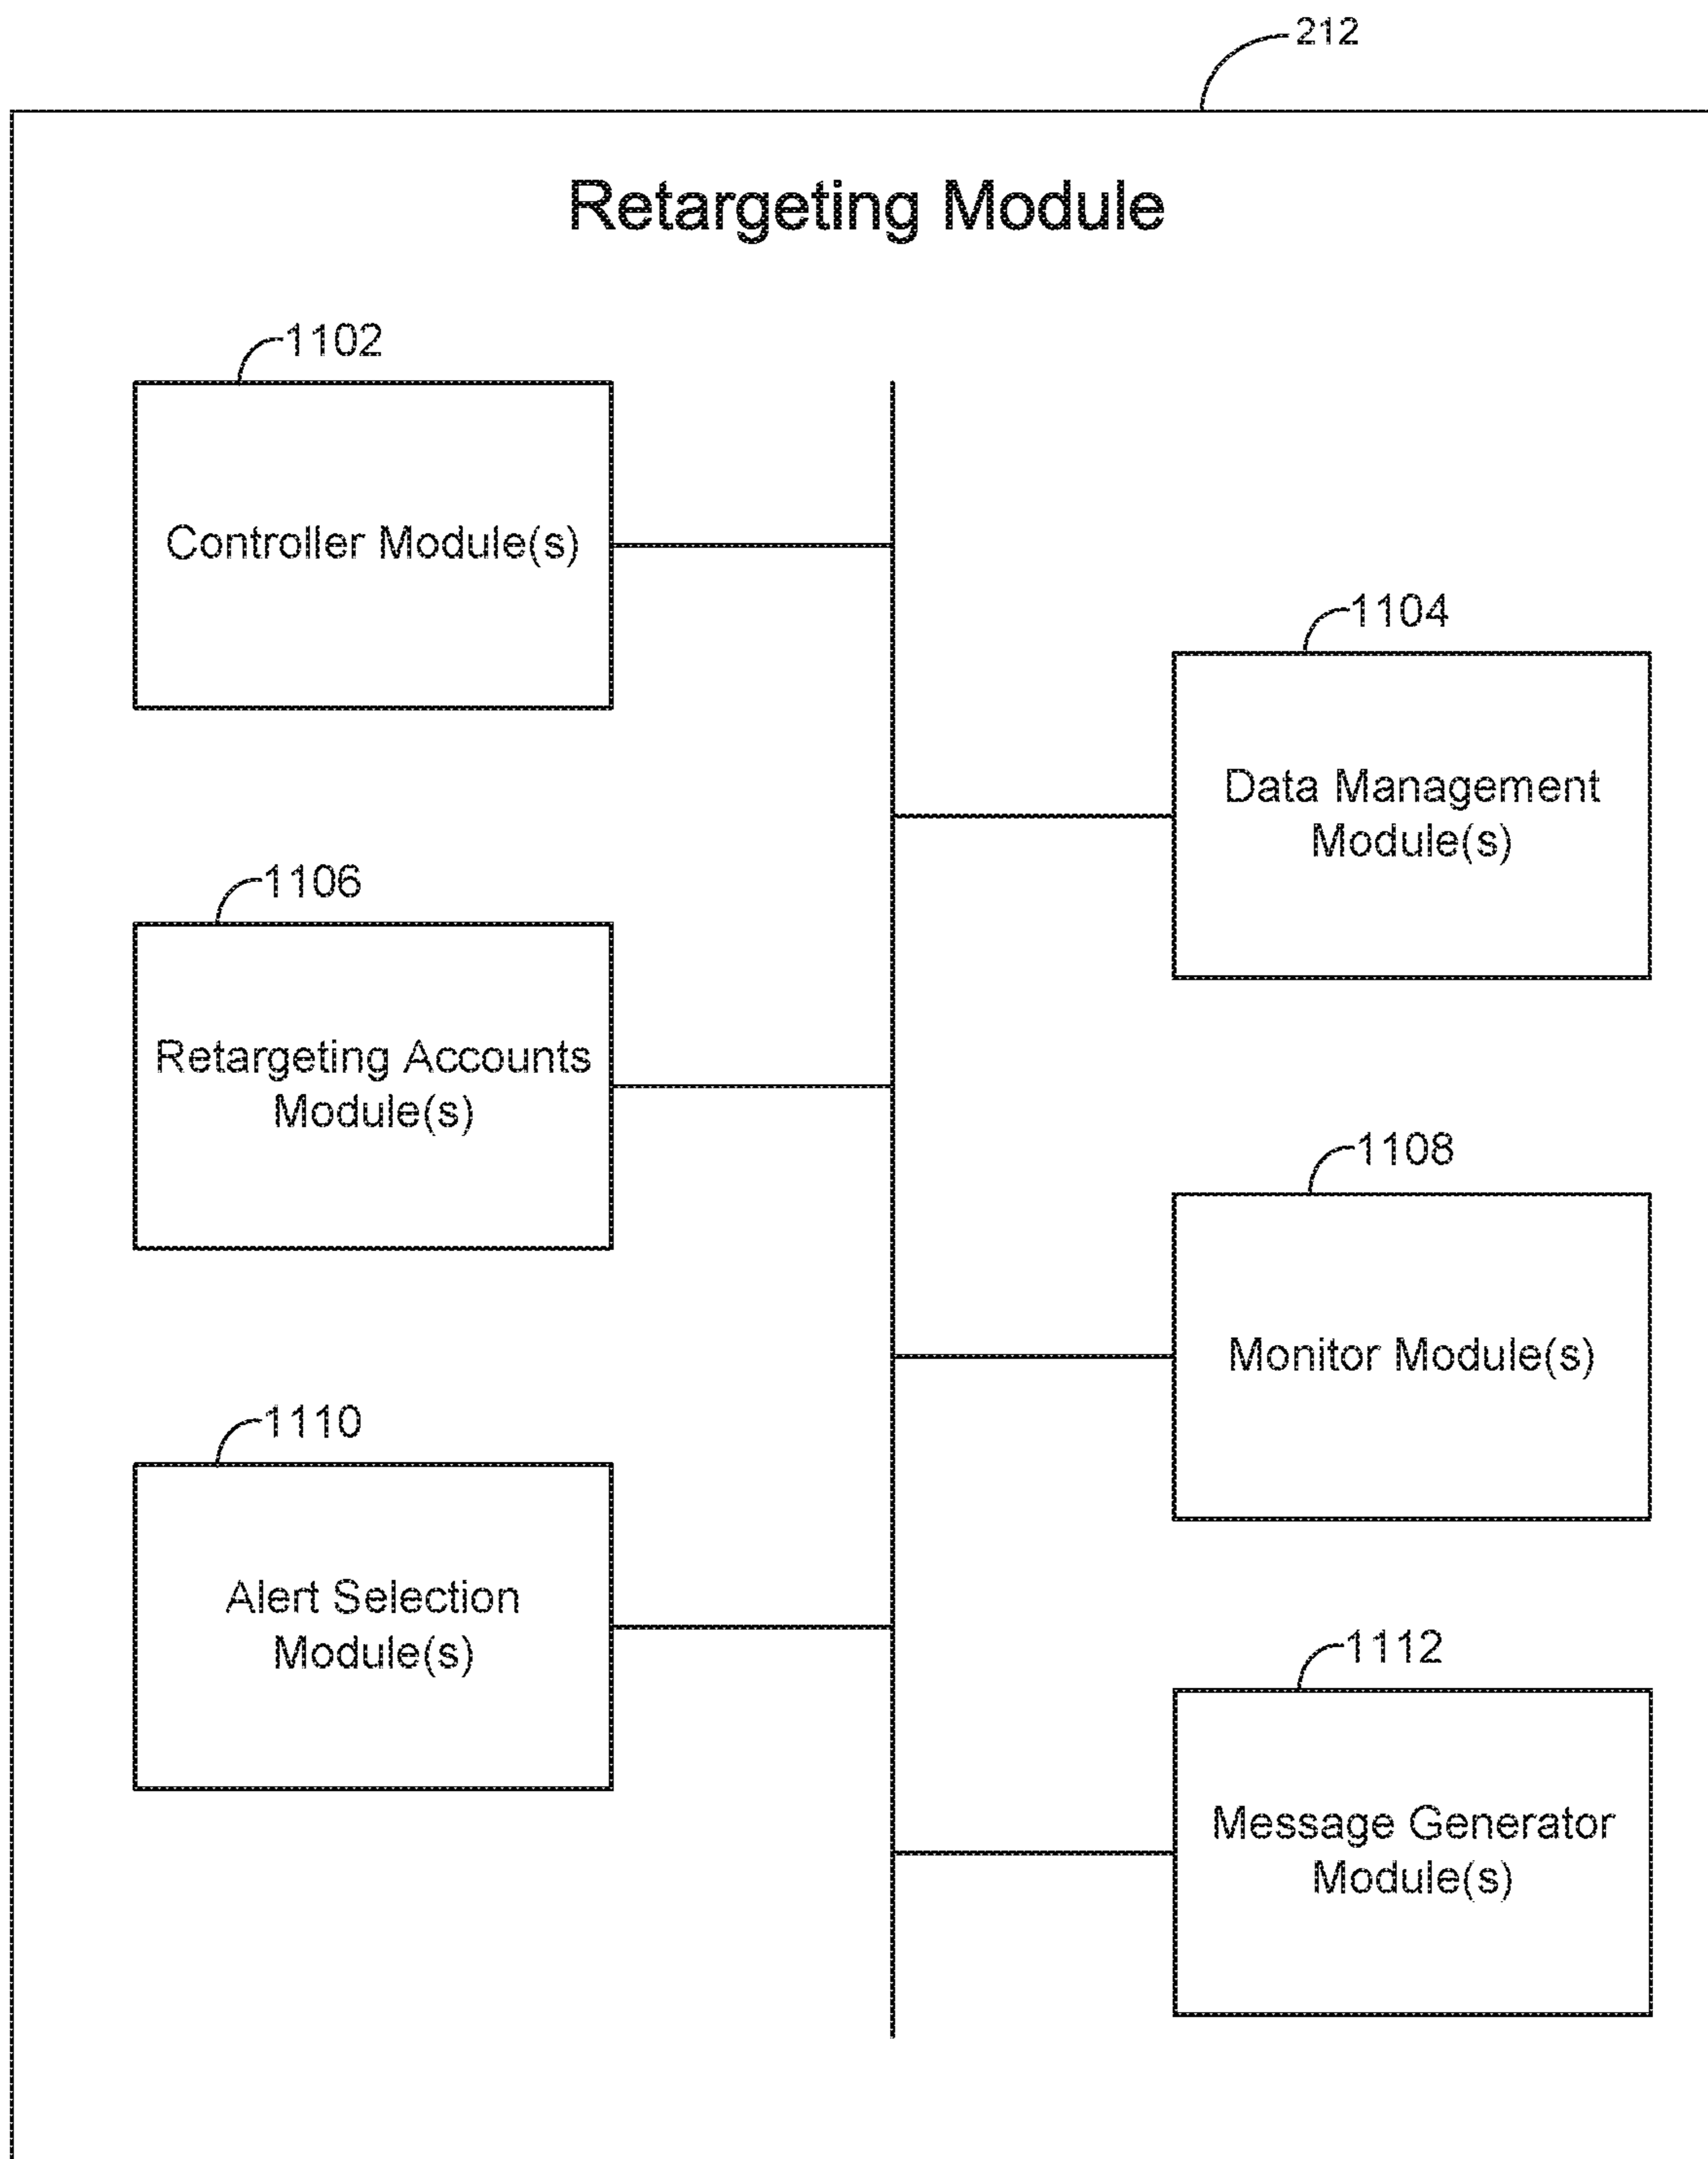 212
Retargeting Module
1102
Controller Module(s)
1104
Data Management
Module(s)
1106
Retargeting Accounts
Module(s)
1108
Monitor Module(s)
1110
Alert Selection
Module(s)
1112
Message Generator
Module(s)